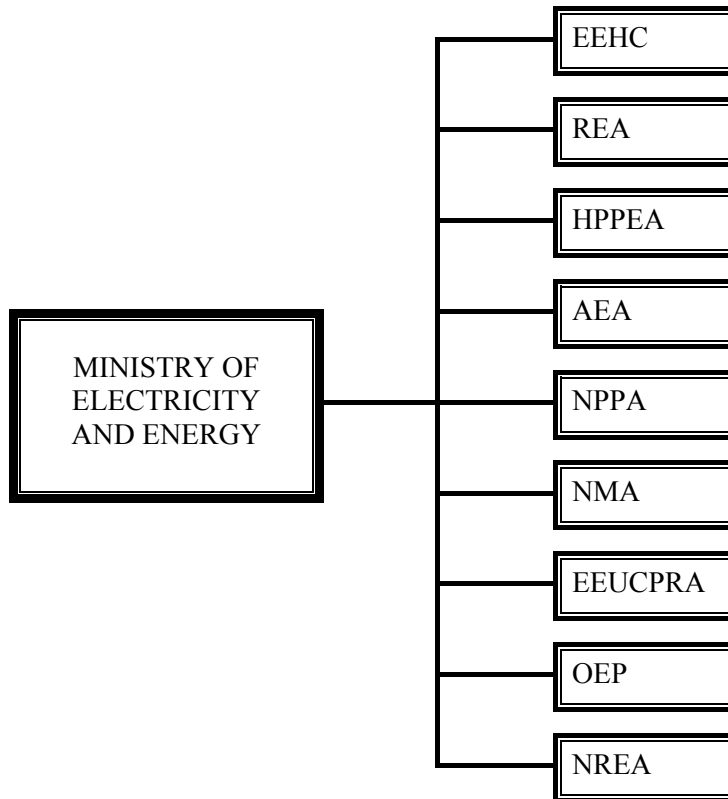 EEHC
REA
HPPEA
AEA
MINISTRY OF
ELECTRICITY
AND ENERGY
NPPA
NMA
EEUCPRA
OEP
NREA